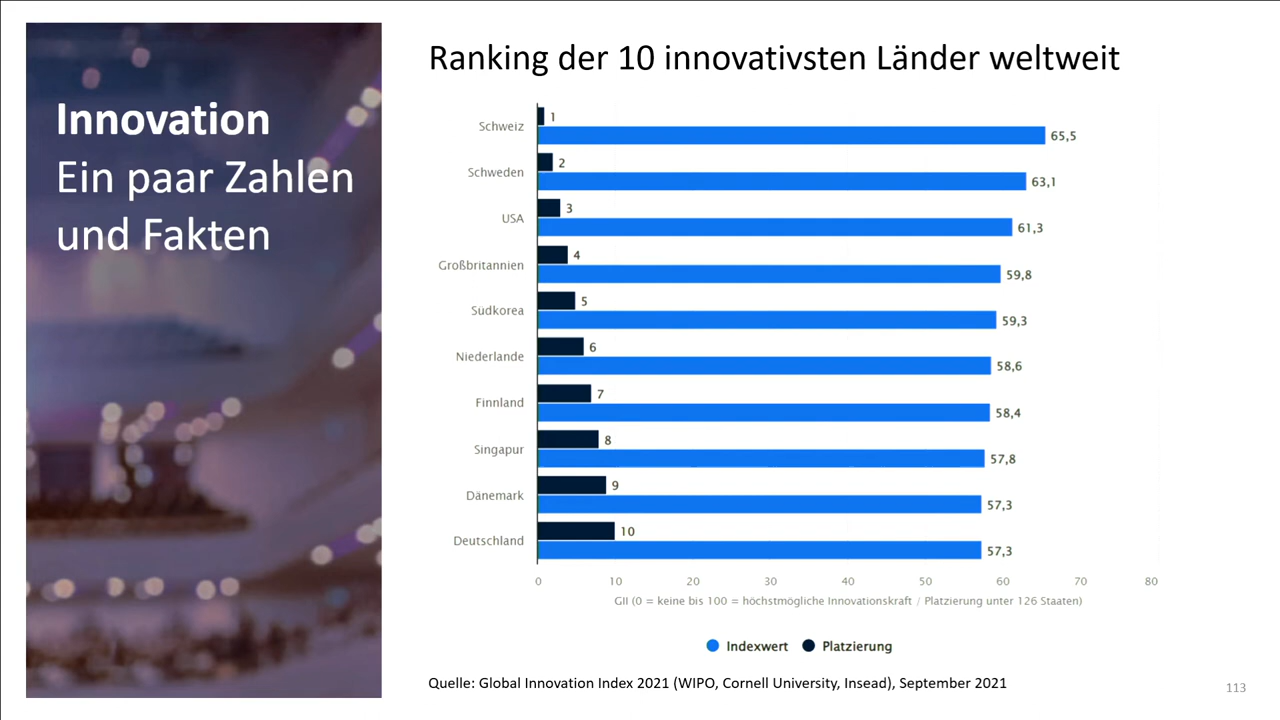 Innovation
Ein paar Zahlen
und Fakten
Ranking der 10 innovativsten Länder weltweit
Schweiz 1 65,5
Schweden 2 63,1
USA 3 61,3
Großbritannien 4 59,8
Südkorea 5 59,3
Niederlande 6 58,6
Finnland 7 58,4
Singapur 8 57,8
Dänemark 9 57,3
Deutschland 10 57,3
0 10 20 30 40 50 60 70 80
GII (0 = keine bis 100 = höchstmögliche Innovationskraft / Platzierung unter 126 Staaten)
Indexwert Platzierung
Quelle: Global Innovation Index 2021 (WIPO, Cornell University, Insead), September 2021
113